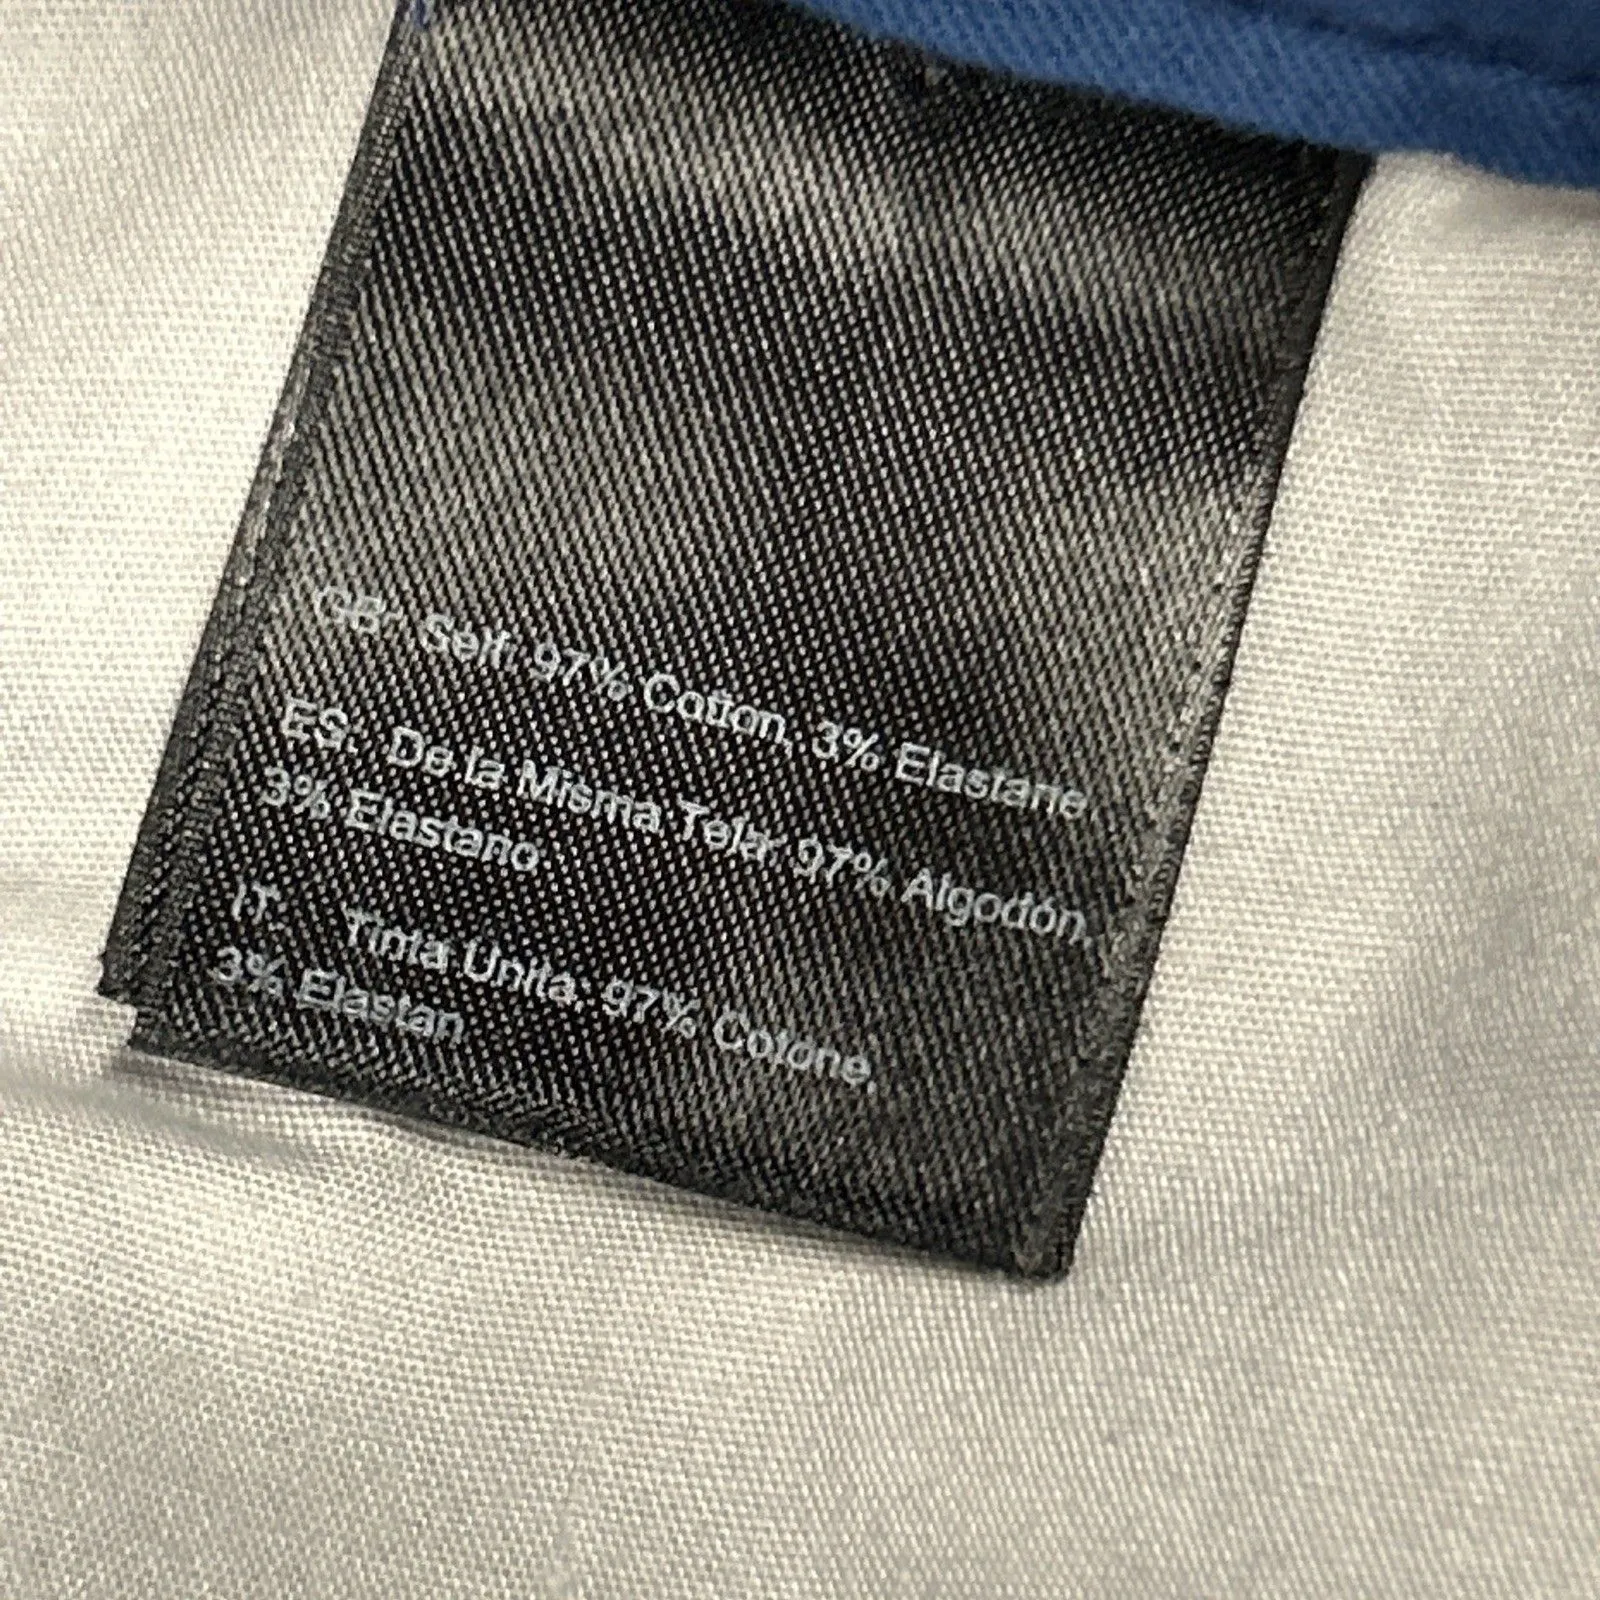 GB: Self: 97% Cotton, 3% Elastane
ES: De la Misma Tela: 97% Algodón,
3% Elastano
IT: Tinta Unita: 97% Cotone,
3% Elastan